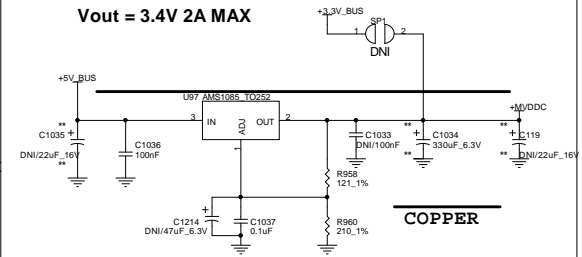 Vout = 3.4V 2A MAX
+3.3V_BUS
SP1
1 2
DNI
+5V_BUS
U97 AMS1085_TO252
+MVDDC
3 IN OUT 2
ADJ
1
**
C1035 +
DNI/22uF_16V
**
C1036
100nF
C1033
DNI/100nF
**
+ C1034
330uF_6.3V
**
**
+ C119
DNI/22uF_16V
**
R958
121_1%
+
C1214
DNI/47uF_6.3V
C1037
0.1uF
R960
210_1%
COPPER